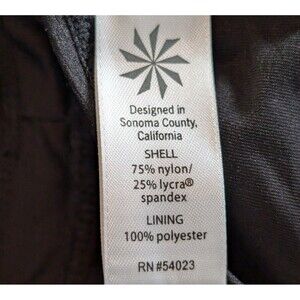 Designed in
Sonoma County,
California
SHELL
75% nylon/
25% lycra®
spandex
LINING
100% polyester
RN #54023